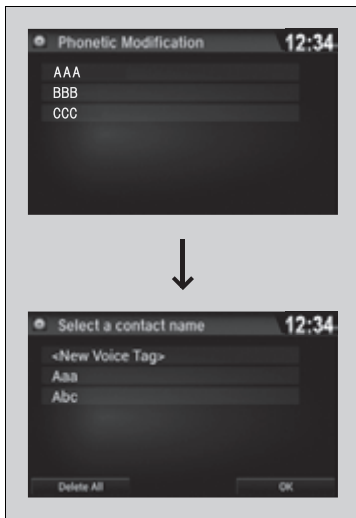 Phonetic Modification 12:34
AAA
BBB
CCC
Select a contact name 12:34
<New Voice Tag>
Aaa
Abc
Delete All OK